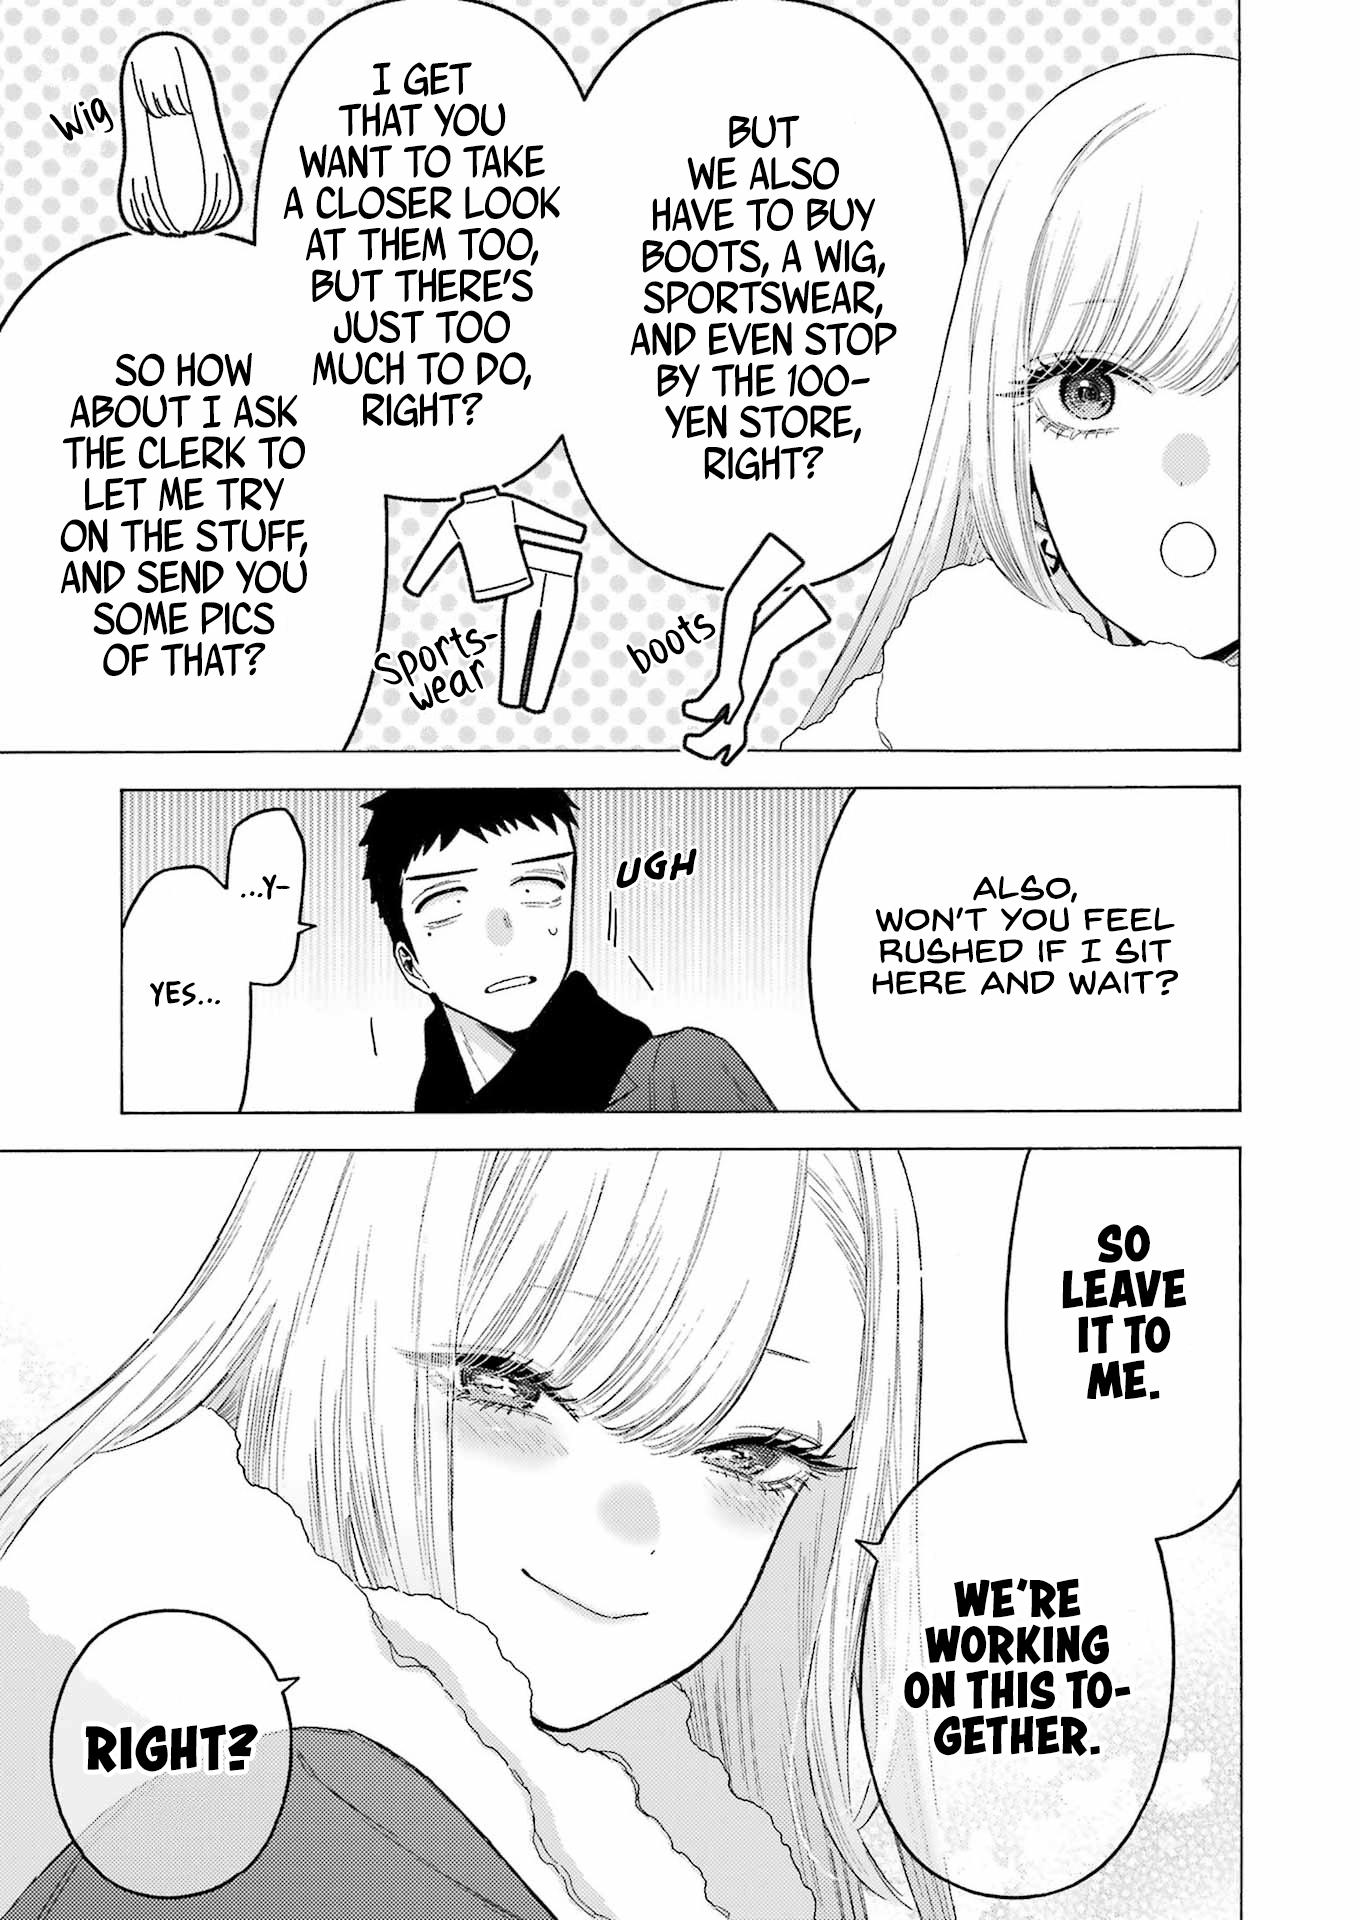 BUT
WE ALSO
HAVE TO BUY
BOOTS, A WIG,
SPORTSWEAR,
AND EVEN STOP
BY THE 100-
YEN STORE,
RIGHT?
I GET
THAT YOU
WANT TO TAKE
A CLOSER LOOK
AT THEM TOO,
BUT THERE'S
JUST TOO
MUCH TO DO,
RIGHT?
Wig
SO HOW
ABOUT I ASK
THE CLERK TO
LET ME TRY
ON THE STUFF,
AND SEND YOU
SOME PICS
OF THAT?
boots
Sports-
wear
ALSO,
WON'T YOU FEEL
RUSHED IF I SIT
HERE AND WAIT?
UGH
...Y-
YES...
SO
LEAVE
IT TO
ME.
WE'RE
WORKING
ON THIS TO-
GETHER.
RIGHT?